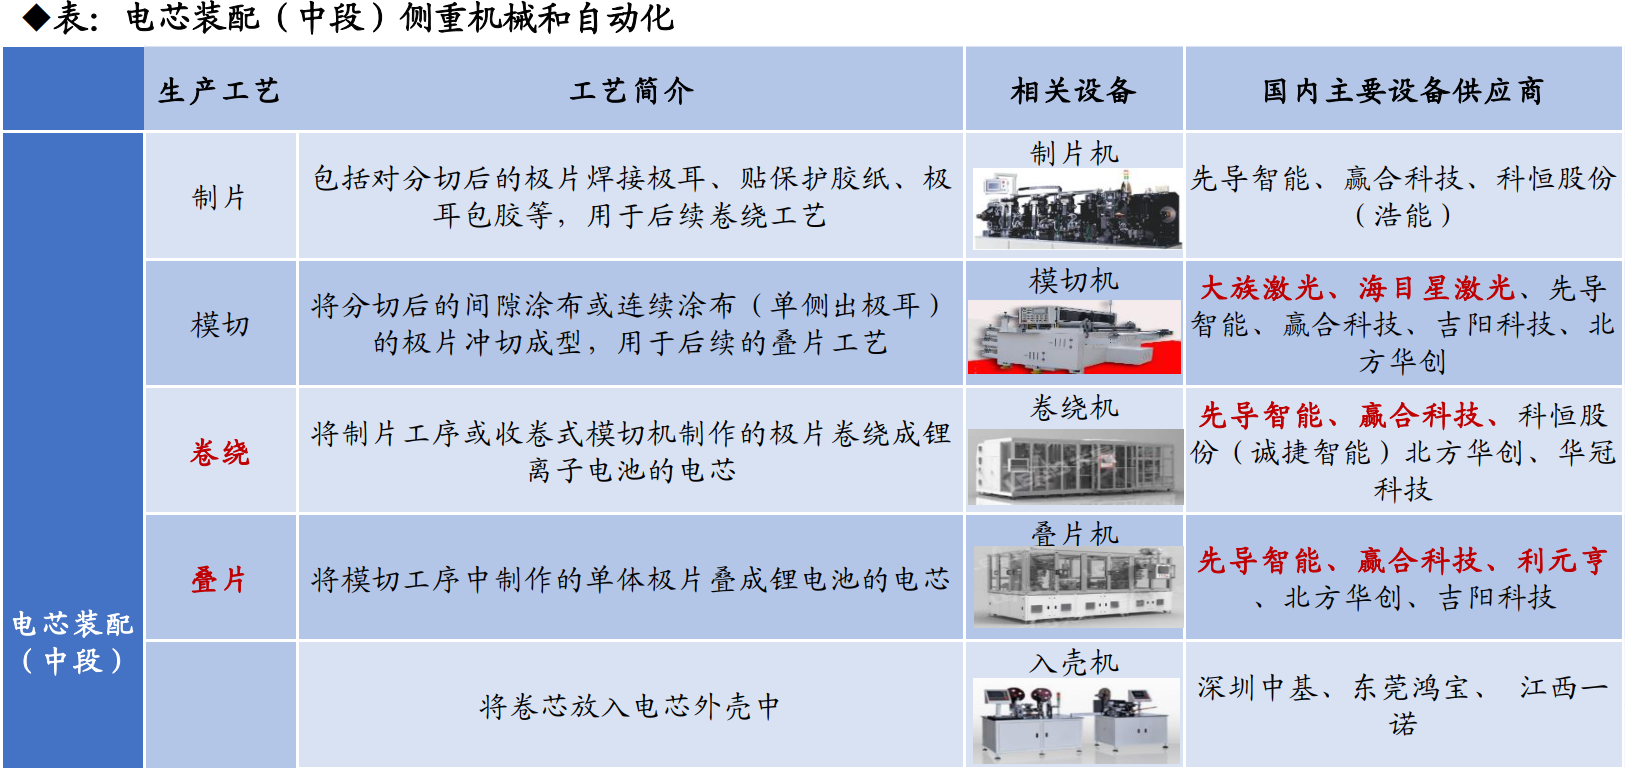 ◆表：电芯装配（中段）侧重机械和自动化
生产工艺
工艺简介
相关设备
国内主要设备供应商
电芯装配
（中段）
制片
包括对分切后的极片焊接极耳、贴保护胶纸、极
耳包胶等，用于后续卷绕工艺
制片机
先导智能、赢合科技、科恒股份
（浩能）
模切
将分切后的间隙涂布或连续涂布（单侧出极耳）
的极片冲切成型，用于后续的叠片工艺
模切机
大族激光、海目星激光、先导
智能、赢合科技、吉阳科技、北
方华创
卷绕
将制片工序或收卷式模切机制作的极片卷绕成锂
离子电池的电芯
卷绕机
先导智能、赢合科技、科恒股
份（诚捷智能）北方华创、华冠
科技
叠片
将模切工序中制作的单体极片叠成锂电池的电芯
叠片机
先导智能、赢合科技、利元亨
、北方华创、吉阳科技
将卷芯放入电芯外壳中
入壳机
深圳中基、东莞鸿宝、 江西一
诺